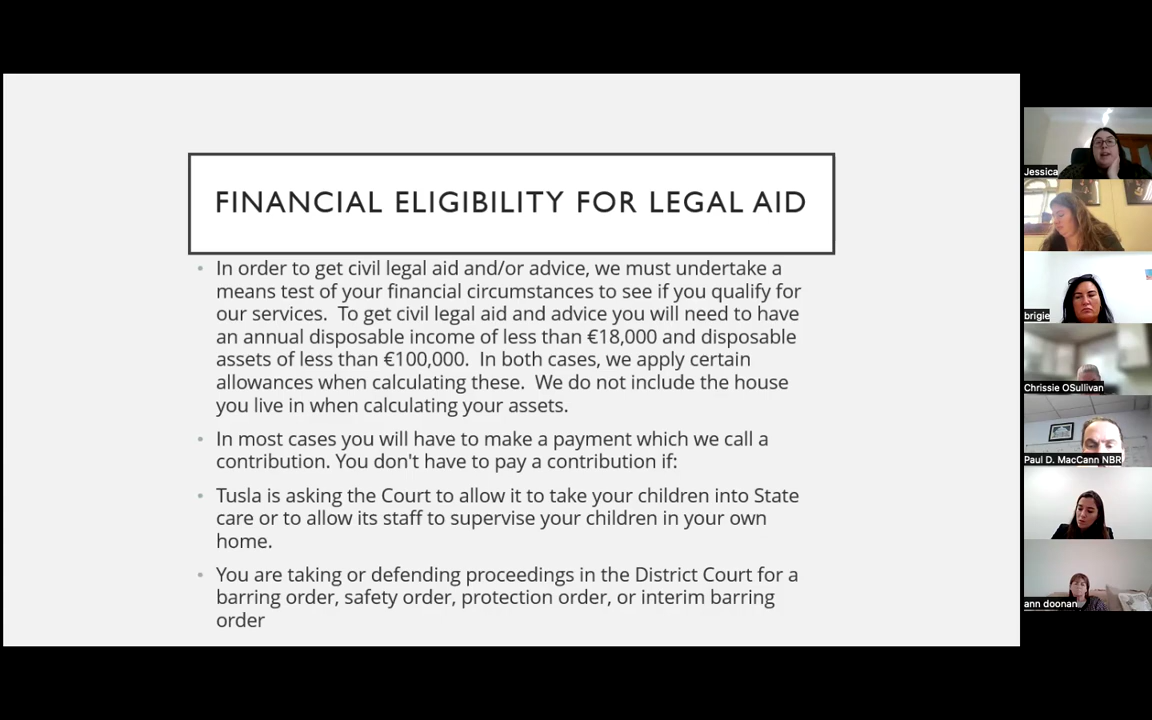 FINANCIAL ELIGIBILITY FOR LEGAL AID
• In order to get civil legal aid and/or advice, we must undertake a
means test of your financial circumstances to see if you qualify for
our services.  To get civil legal aid and advice you will need to have
an annual disposable income of less than €18,000 and disposable
assets of less than €100,000.  In both cases, we apply certain
allowances when calculating these.  We do not include the house
you live in when calculating your assets.
• In most cases you will have to make a payment which we call a
contribution. You don't have to pay a contribution if:
• Tusla is asking the Court to allow it to take your children into State
care or to allow its staff to supervise your children in your own
home.
• You are taking or defending proceedings in the District Court for a
barring order, safety order, protection order, or interim barring
order
Jessica
brigie
Chrissie OSullivan
Paul D. MacCann NBR
ann doonan